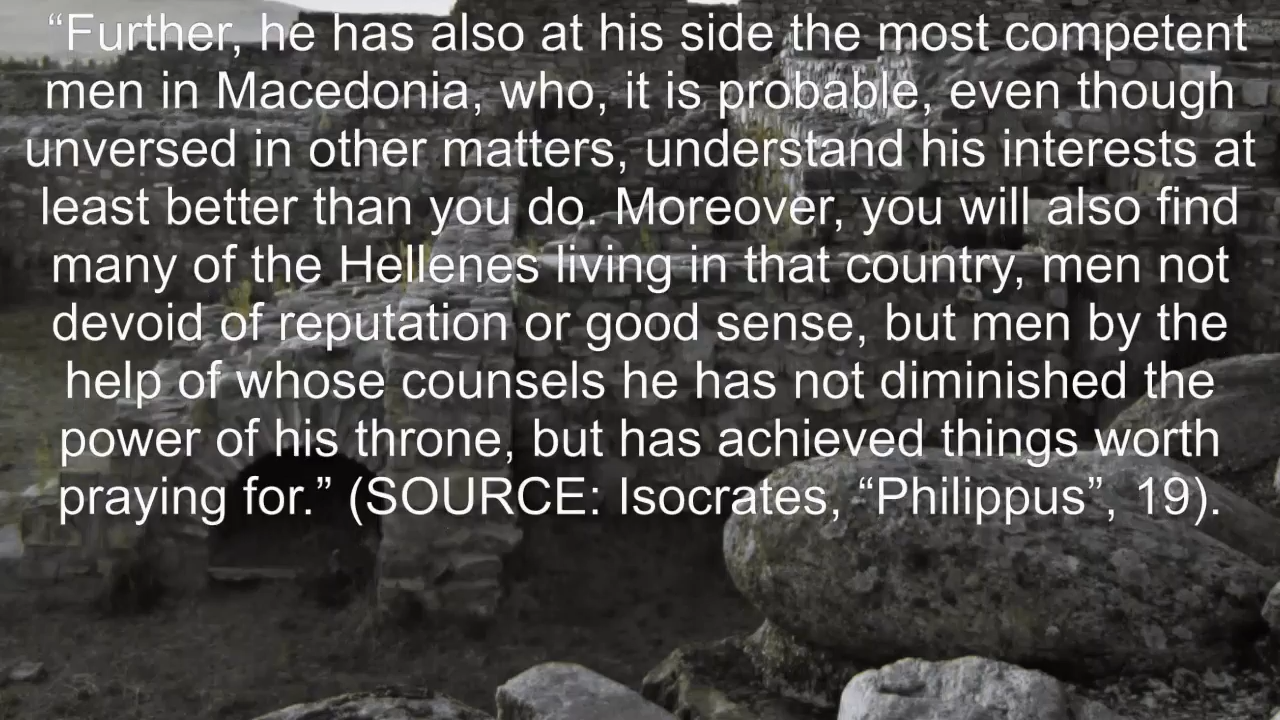 “Further, he has also at his side the most competent
men in Macedonia, who, it is probable, even though
unversed in other matters, understand his interests at
least better than you do. Moreover, you will also find
many of the Hellenes living in that country, men not
devoid of reputation or good sense, but men by the
help of whose counsels he has not diminished the
power of his throne, but has achieved things worth
praying for.” (SOURCE: Isocrates, “Philippus”, 19).